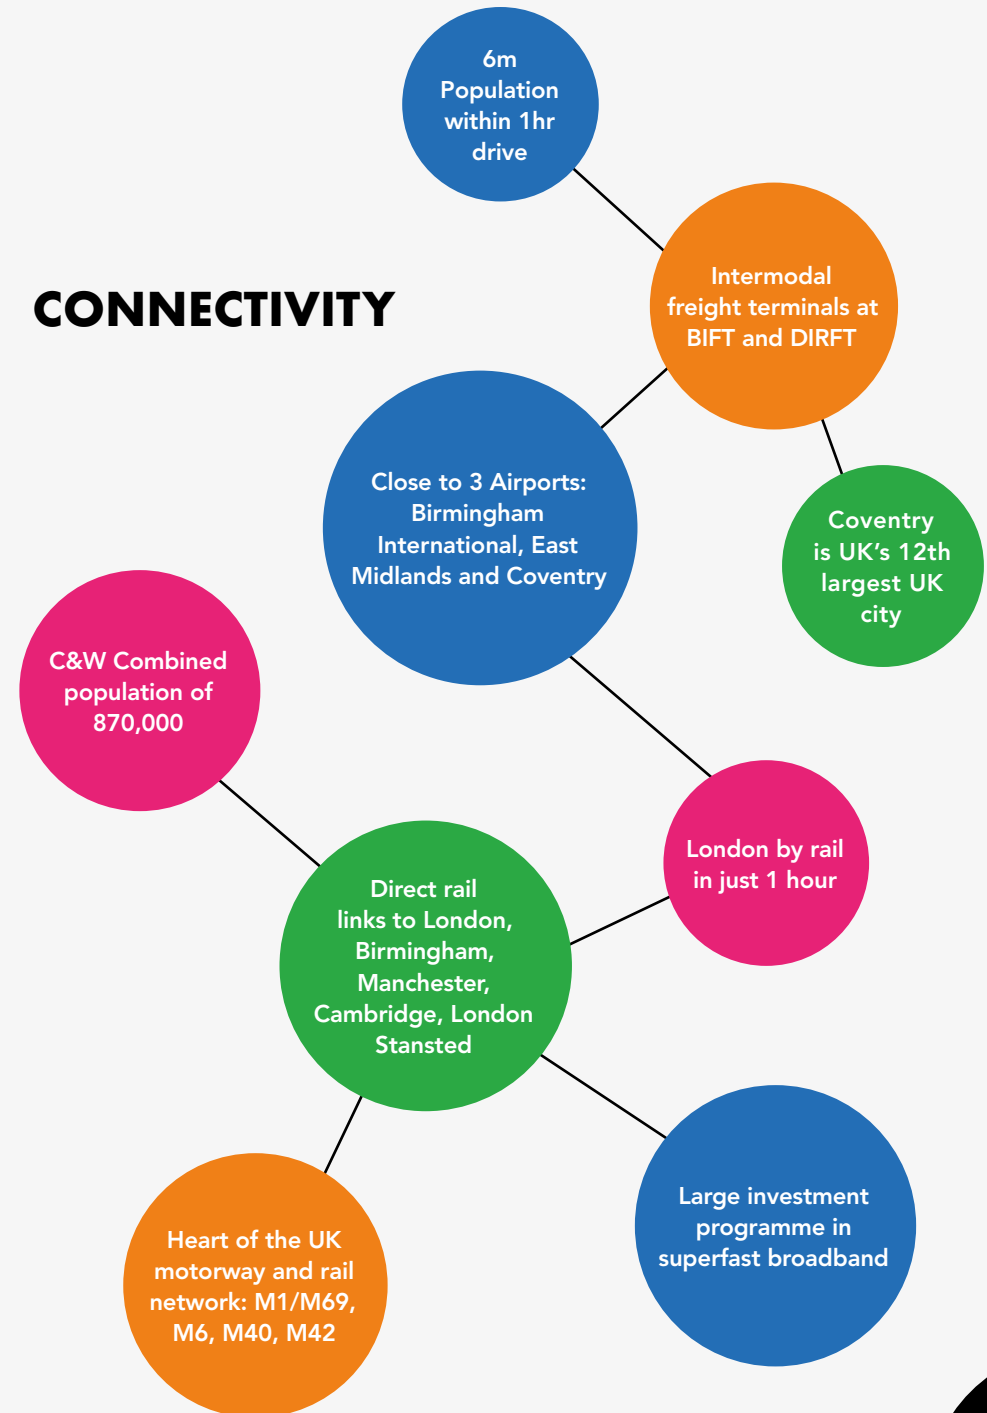 6m
Population
within 1hr
drive
Intermodal
freight terminals at
BIFT and DIRFT
CONNECTIVITY
Close to 3 Airports:
Birmingham
International, East
Midlands and Coventry
Coventry
is UK’s 12th
largest UK
city
C&W Combined
population of
870,000
London by rail
in just 1 hour
Direct rail
links to London,
Birmingham,
Manchester,
Cambridge, London
Stansted
Large investment
programme in
superfast broadband
Heart of the UK
motorway and rail
network: M1/M69,
M6, M40, M42